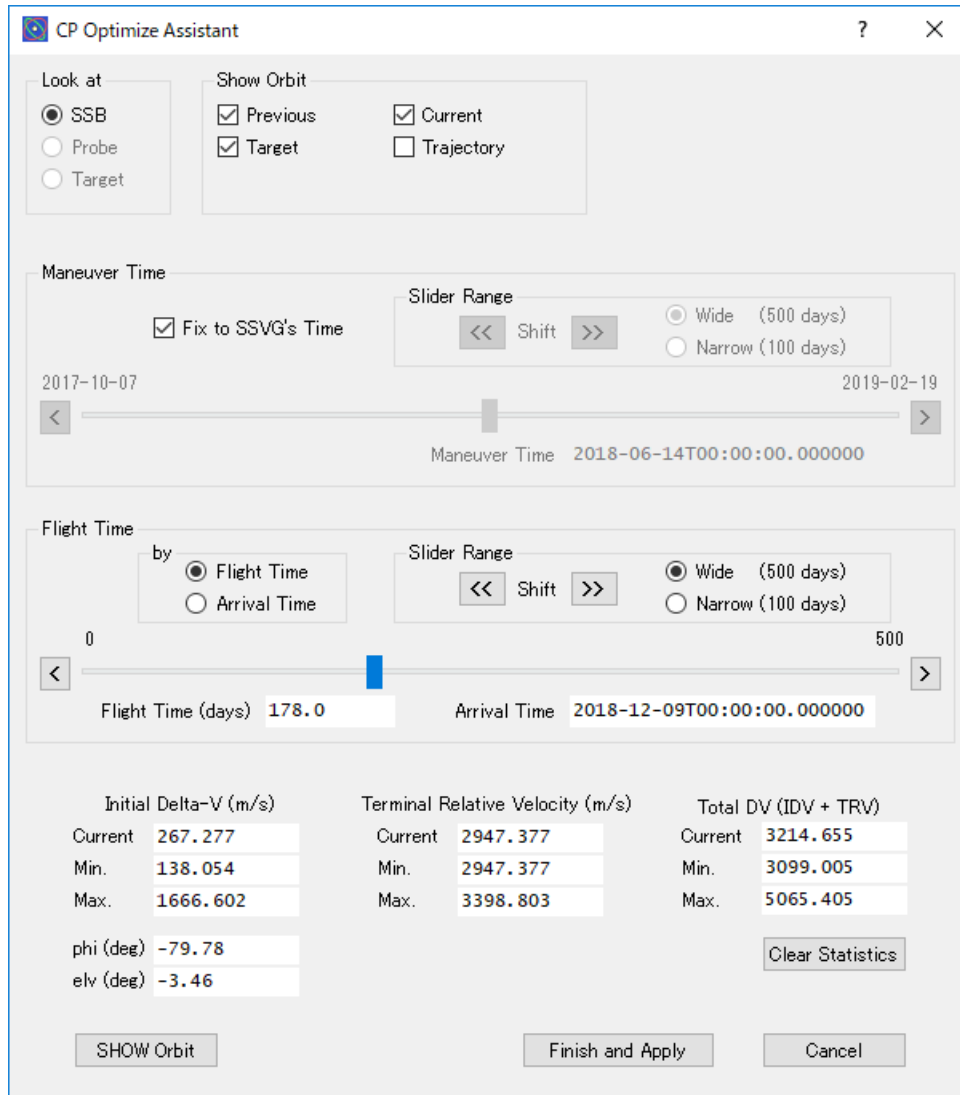 CP Optimize Assistant ? ×
Look at
SSB
Probe
Target
Show Orbit
Previous Current
Target Trajectory
Maneuver Time
Fix to SSVG's Time
Slider Range
<< Shift >>
Wide (500 days)
Narrow (100 days)
2017-10-07 2019-02-19
< >
Maneuver Time 2018-06-14T00:00:00.000000
Flight Time
by
Flight Time
Arrival Time
Slider Range
<< Shift >>
Wide (500 days)
Narrow (100 days)
0 500
< >
Flight Time (days) 178.0 Arrival Time 2018-12-09T00:00:00.000000
Initial Delta-V (m/s)
Current 267.277
Min. 138.054
Max. 1666.602
phi (deg) -79.78
elv (deg) -3.46
Terminal Relative Velocity (m/s)
Current 2947.377
Min. 2947.377
Max. 3398.803
Total DV (IDV + TRV)
Current 3214.655
Min. 3099.005
Max. 5065.405
Clear Statistics
SHOW Orbit Finish and Apply Cancel